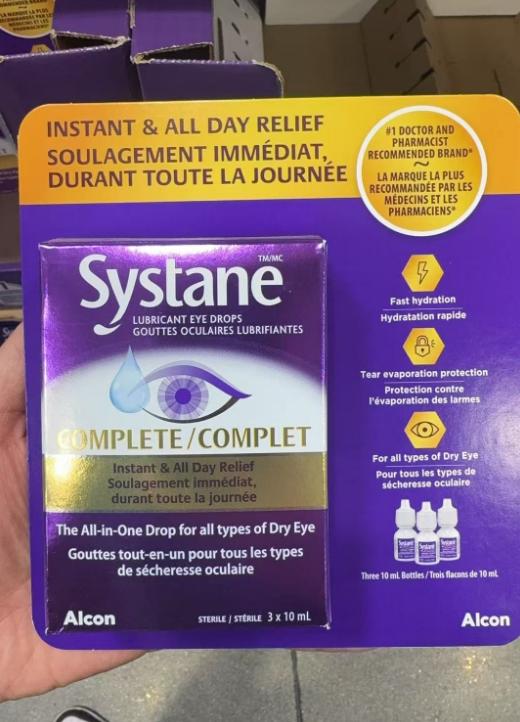 INSTANT & ALL DAY RELIEF
SOULAGEMENT IMMÉDIAT,
DURANT TOUTE LA JOURNÉE
#1 DOCTOR AND
PHARMACIST
RECOMMENDED BRAND*
~
LA MARQUE LA PLUS
RECOMMANDÉE PAR LES
MÉDECINS ET LES
PHARMACIENS*
Systane TM/MC
LUBRICANT EYE DROPS
GOUTTES OCULAIRES LUBRIFIANTES
COMPLETE/COMPLET
Instant & All Day Relief
Soulagement immédiat,
durant toute la journée
The All-in-One Drop for all types of Dry Eye
Gouttes tout-en-un pour tous les types
de sécheresse oculaire
Alcon
STERILE / STÉRILE 3 x 10 mL
Fast hydration
Hydratation rapide
Tear evaporation protection
Protection contre
l'évaporation des larmes
For all types of Dry Eye
Pour tous les types de
sécheresse oculaire
Systane
Three 10 mL Bottles / Trois flacons de 10 mL
Alcon